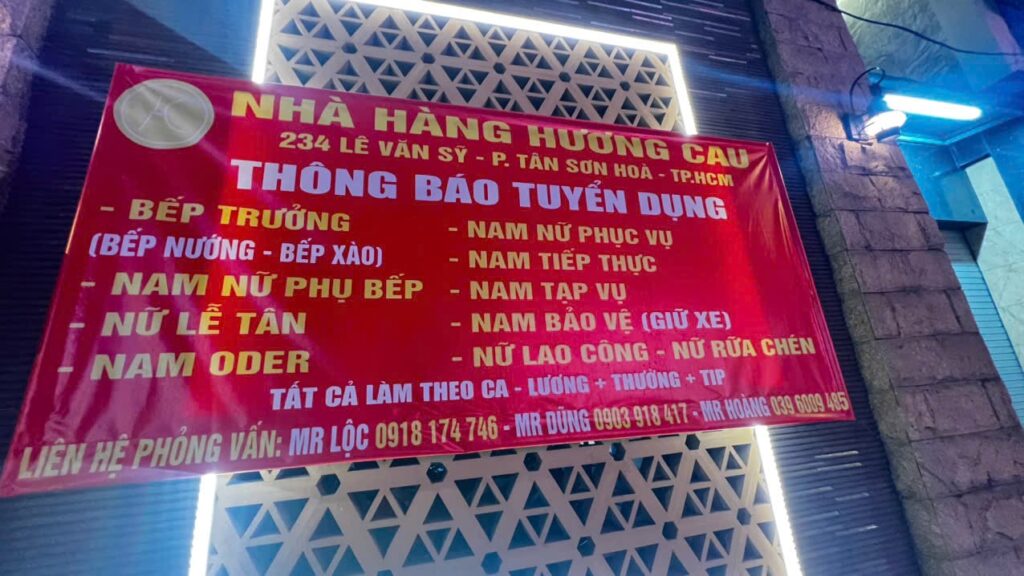 NHÀ HÀNG HƯƠNG CAU
234 LÊ VĂN SỸ - P. TÂN SƠN HOÀ - TP.HCM
THÔNG BÁO TUYỂN DỤNG
- BẾP TRƯỞNG
(BẾP NƯỚNG - BẾP XÀO)
- NAM NỮ PHỤ BẾP
- NỮ LỄ TÂN
- NAM ODER
- NAM NỮ PHỤC VỤ
- NAM TIẾP THỰC
- NAM TẠP VỤ
- NAM BẢO VỆ (GIỮ XE)
- NỮ LAO CÔNG - NỮ RỮA CHÉN
TẤT CẢ LÀM THEO CA - LƯƠNG + THƯỞNG + TIP
LIÊN HỆ PHỎNG VẤN: MR LỘC 0918 174 746 - MR DŨNG 0903 918 417 - MR HOÀNG 039 6009 485